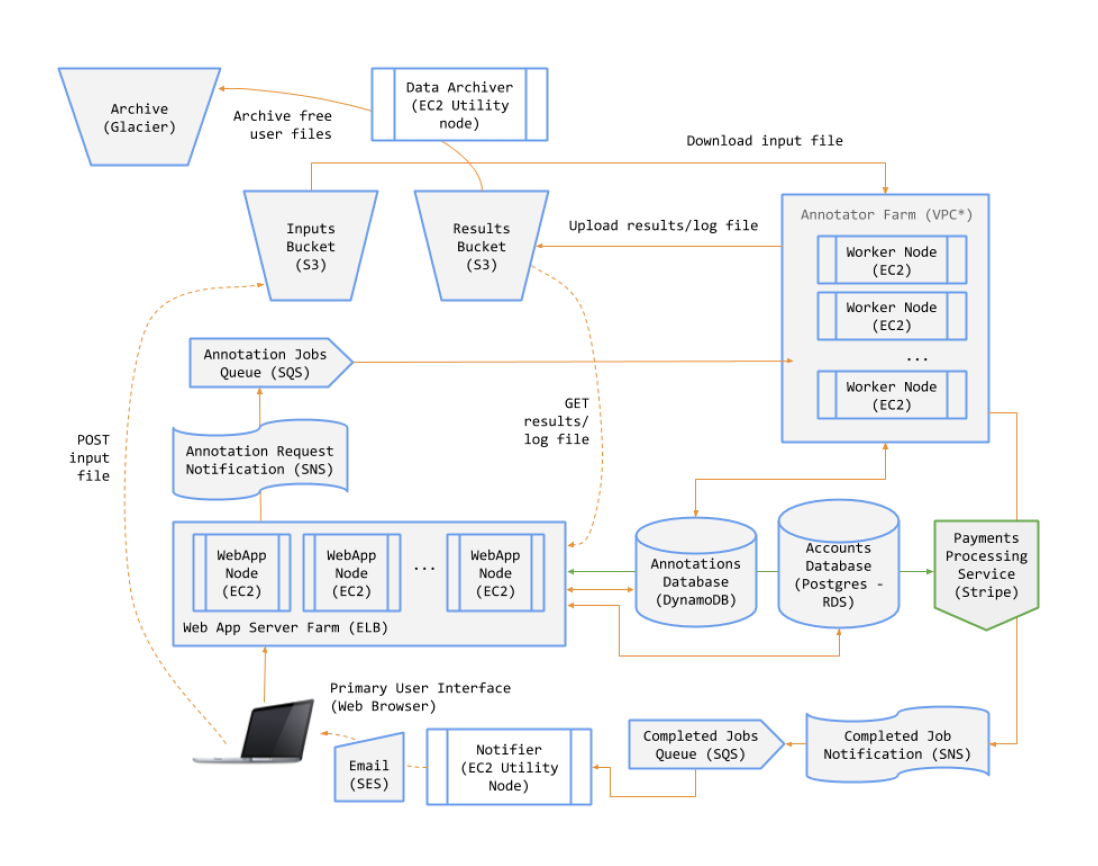 Archive
(Glacier)
Data Archiver
(EC2 Utility
node)
Archive free
user files
Download input file
Inputs
Bucket
(S3)
Results
Bucket
(S3)
Upload results/log file
Annotator Farm (VPC*)
Worker Node
(EC2)
Worker Node
(EC2)
...
Worker Node
(EC2)
Annotation Jobs
Queue (SQS)
GET
results/
log file
POST
input
file
Annotation Request
Notification (SNS)
WebApp
Node
(EC2)
WebApp
Node
(EC2)
...
WebApp
Node
(EC2)
Web App Server Farm (ELB)
Annotations
Database
(DynamoDB)
Accounts
Database
(Postgres -
RDS)
Payments
Processing
Service
(Stripe)
Primary User Interface
(Web Browser)
Email
(SES)
Notifier
(EC2 Utility
Node)
Completed Jobs
Queue (SQS)
Completed Job
Notification (SNS)